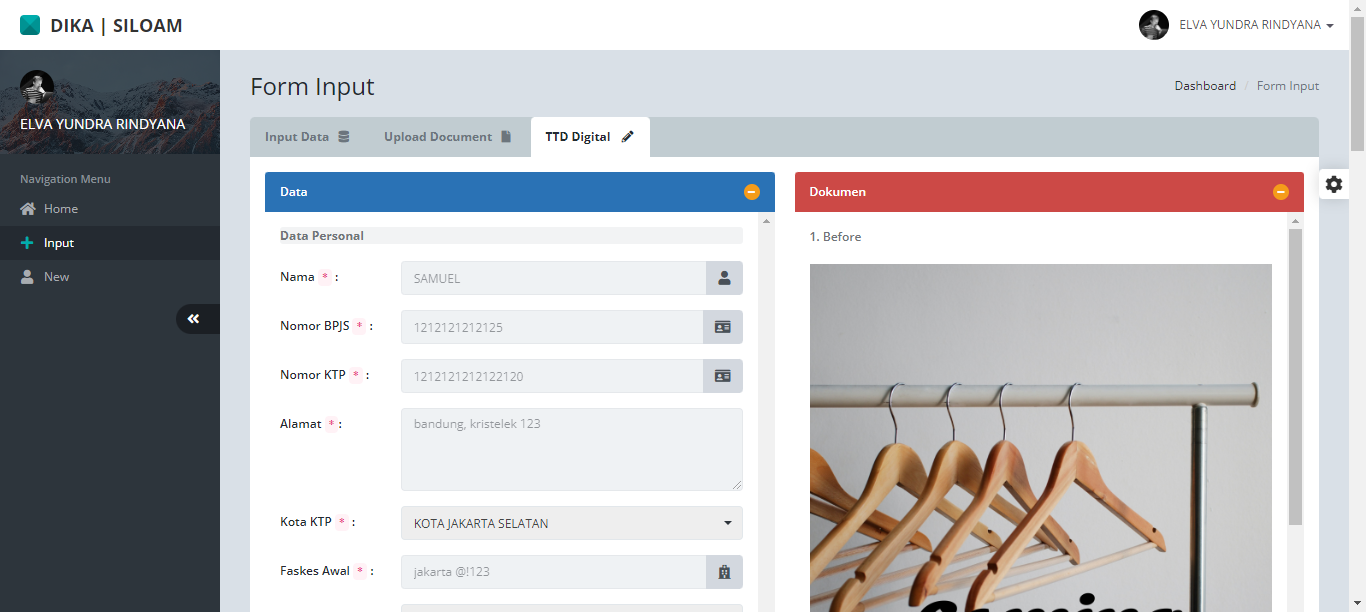 DIKA | SILOAM
ELVA YUNDRA RINDYANA
ELVA YUNDRA RINDYANA
Navigation Menu
Home
Input
New
Form Input
Dashboard / Form Input
Input Data
Upload Document
TTD Digital
Data
Data Personal
Nama * :
SAMUEL
Nomor BPJS * :
1212121212125
Nomor KTP * :
1212121212122120
Alamat * :
bandung, kristelek 123
Kota KTP * :
KOTA JAKARTA SELATAN
Faskes Awal * :
jakarta @!123
Dokumen
1. Before